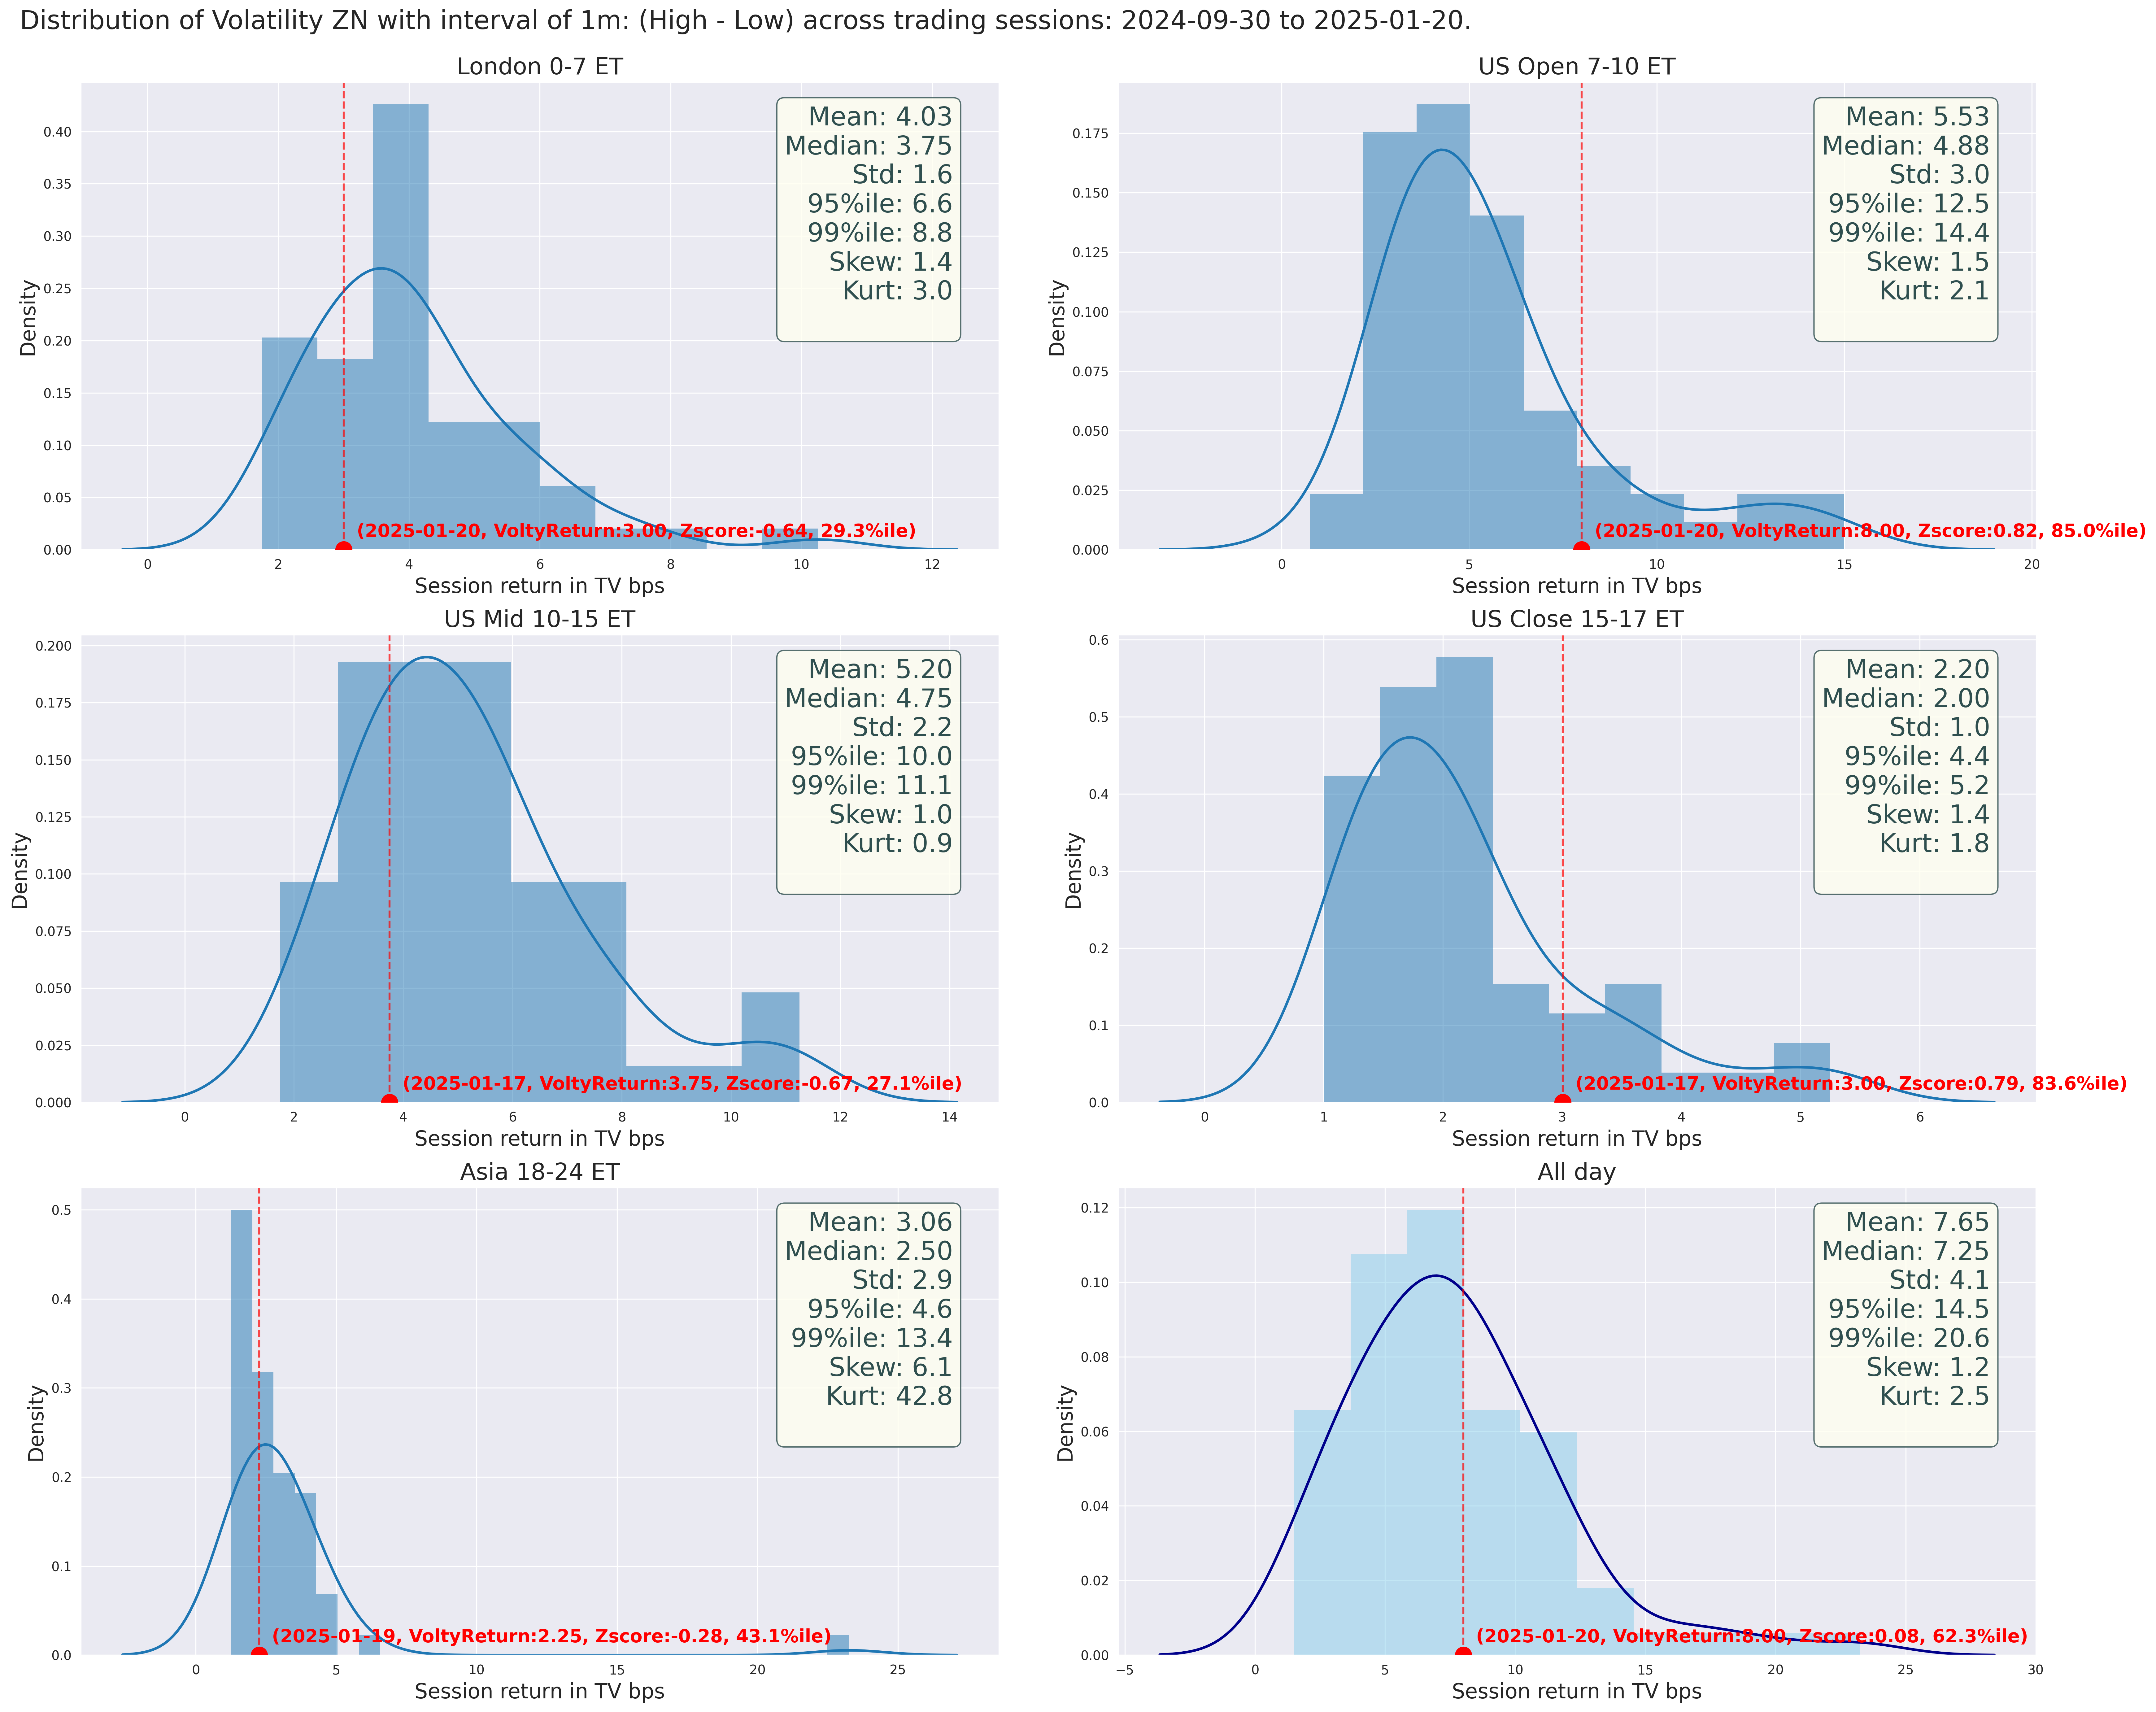 Distribution of Volatility ZN with interval of 1m: (High - Low) across trading sessions: 2024-09-30 to 2025-01-20.
London 0-7 ET
Density
0.40
0.35
0.30
0.25
0.20
0.15
0.10
0.05
0.00
Mean: 4.03
Median: 3.75
Std: 1.6
95%ile: 6.6
99%ile: 8.8
Skew: 1.4
Kurt: 3.0
(2025-01-20, VoltyReturn:3.00, Zscore:-0.64, 29.3%ile)
0 2 4 6 8 10 12
Session return in TV bps
US Open 7-10 ET
Density
0.175
0.150
0.125
0.100
0.075
0.050
0.025
0.000
Mean: 5.53
Median: 4.88
Std: 3.0
95%ile: 12.5
99%ile: 14.4
Skew: 1.5
Kurt: 2.1
(2025-01-20, VoltyReturn:8.00, Zscore:0.82, 85.0%ile)
0 5 10 15 20
Session return in TV bps
US Mid 10-15 ET
Density
0.200
0.175
0.150
0.125
0.100
0.075
0.050
0.025
0.000
Mean: 5.20
Median: 4.75
Std: 2.2
95%ile: 10.0
99%ile: 11.1
Skew: 1.0
Kurt: 0.9
(2025-01-17, VoltyReturn:3.75, Zscore:-0.67, 27.1%ile)
0 2 4 6 8 10 12 14
Session return in TV bps
US Close 15-17 ET
Density
0.6
0.5
0.4
0.3
0.2
0.1
0.0
Mean: 2.20
Median: 2.00
Std: 1.0
95%ile: 4.4
99%ile: 5.2
Skew: 1.4
Kurt: 1.8
(2025-01-17, VoltyReturn:3.00, Zscore:0.79, 83.6%ile)
0 1 2 3 4 5 6
Session return in TV bps
Asia 18-24 ET
Density
0.5
0.4
0.3
0.2
0.1
0.0
Mean: 3.06
Median: 2.50
Std: 2.9
95%ile: 4.6
99%ile: 13.4
Skew: 6.1
Kurt: 42.8
(2025-01-19, VoltyReturn:2.25, Zscore:-0.28, 43.1%ile)
0 5 10 15 20 25
Session return in TV bps
All day
Density
0.12
0.10
0.08
0.06
0.04
0.02
0.00
Mean: 7.65
Median: 7.25
Std: 4.1
95%ile: 14.5
99%ile: 20.6
Skew: 1.2
Kurt: 2.5
(2025-01-20, VoltyReturn:8.00, Zscore:0.08, 62.3%ile)
−5 0 5 10 15 20 25 30
Session return in TV bps